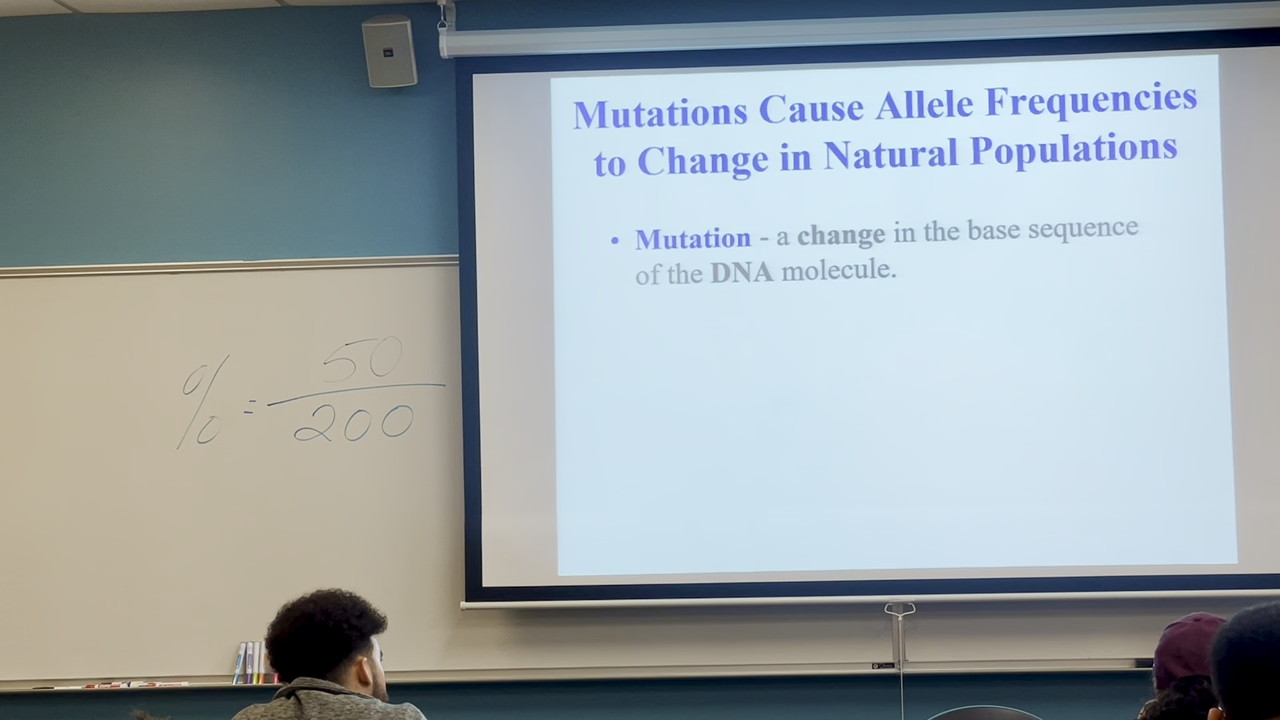 Mutations Cause Allele Frequencies
to Change in Natural Populations
• Mutation - a change in the base sequence
of the DNA molecule.
% = 50
200